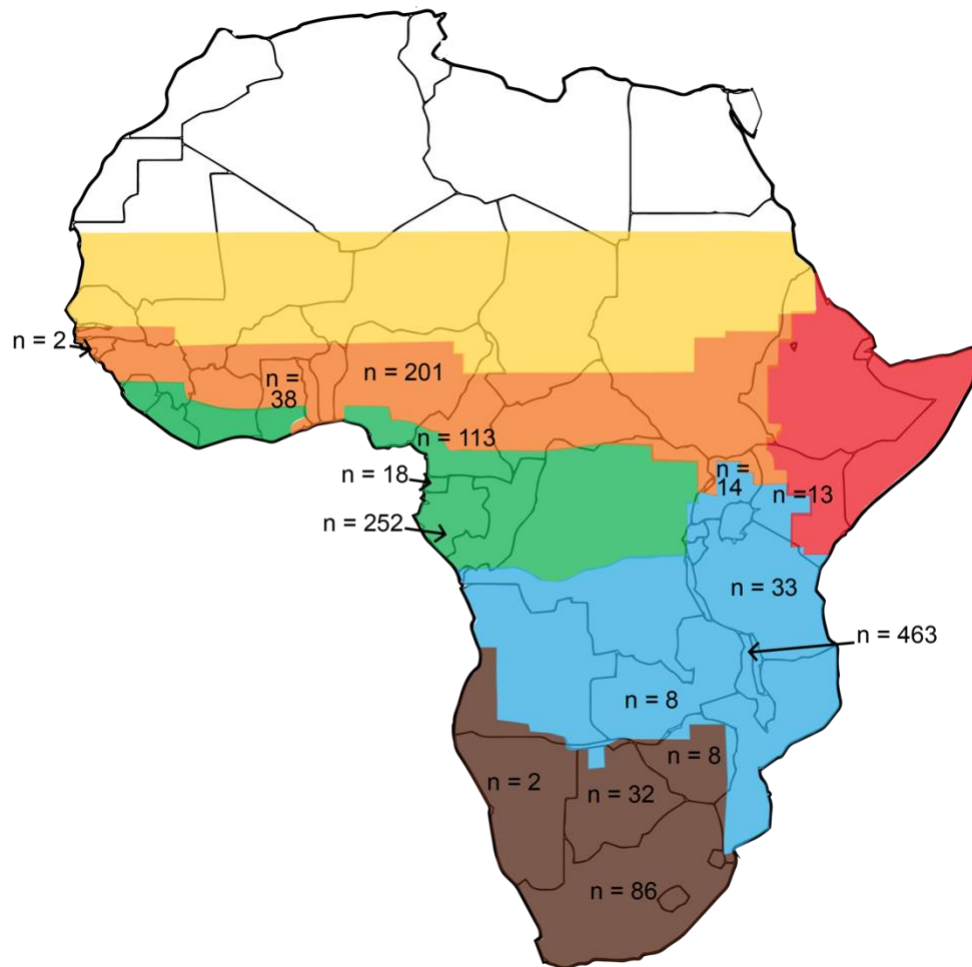 n = 2
n =
38
n = 201
n = 113
n = 18
n = 252
n =
14
n =13
n = 33
n = 463
n = 8
n = 8
n = 2
n = 32
n = 86